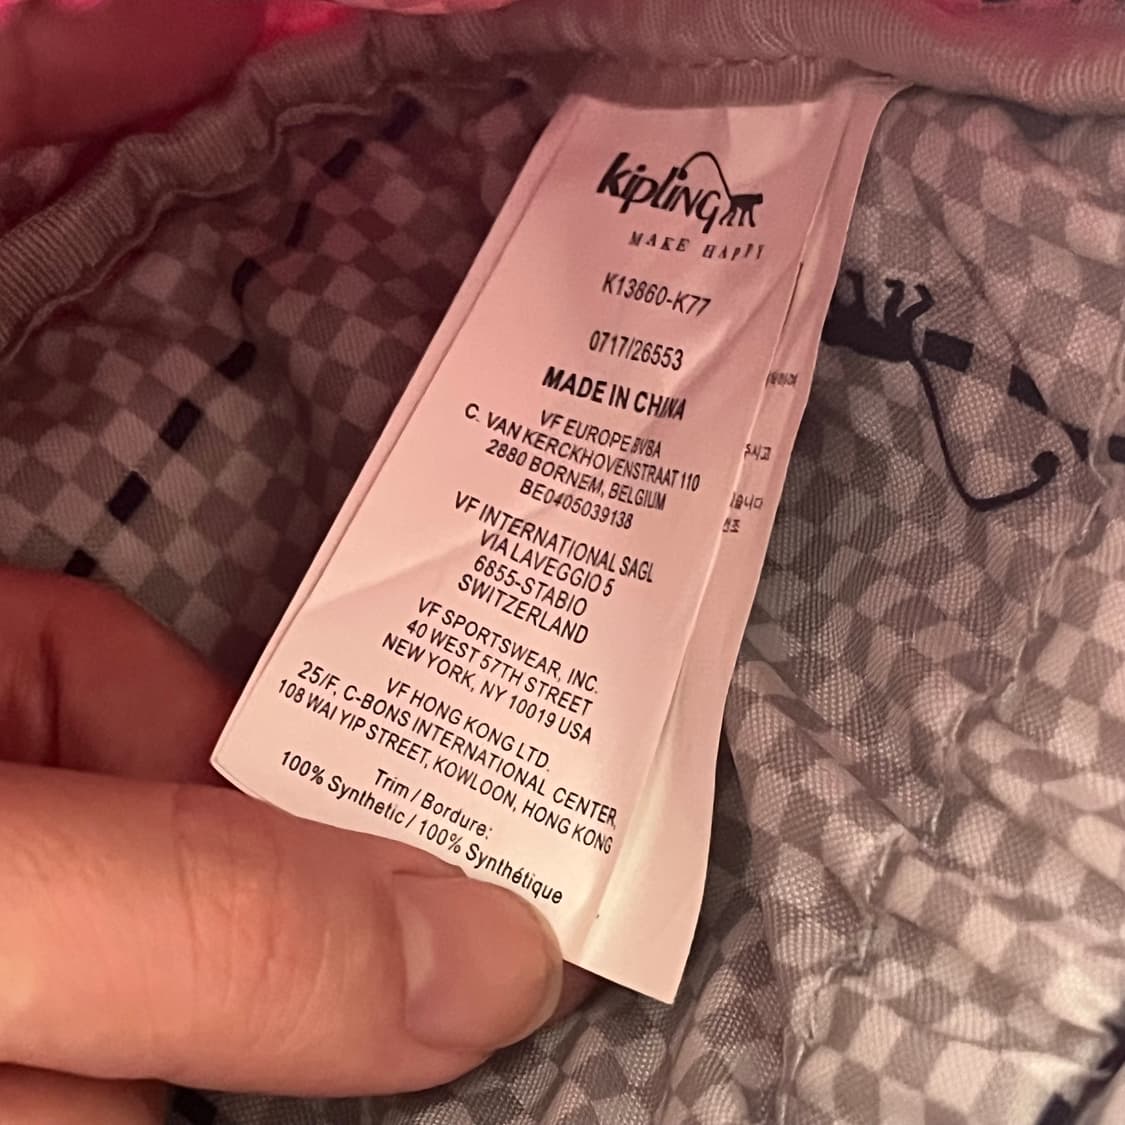 kipling
MAKE HAPPY
K13860-K77
0717/26553
MADE IN CHINA
VF EUROPE BVBA
C. VAN KERCKHOVENSTRAAT 110
2880 BORNEM, BELGIUM
BE0405039138
VF INTERNATIONAL SAGL
VIA LAVEGGIO 5
6855-STABIO
SWITZERLAND
VF SPORTSWEAR, INC.
40 WEST 57TH STREET
NEW YORK, NY 10019 USA
VF HONG KONG LTD.
25/F, C-BONS INTERNATIONAL CENTER,
108 WAI YIP STREET, KOWLOON, HONG KONG
Trim / Bordure:
100% Synthetic / 100% Synthétique